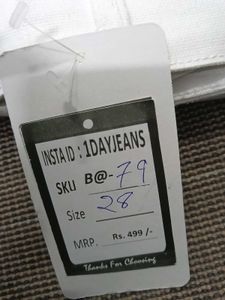 INSTA ID : 1DAYJEANS
SKU B@-79
Size 28
MRP. Rs. 499 /-
Thanks For Choosing